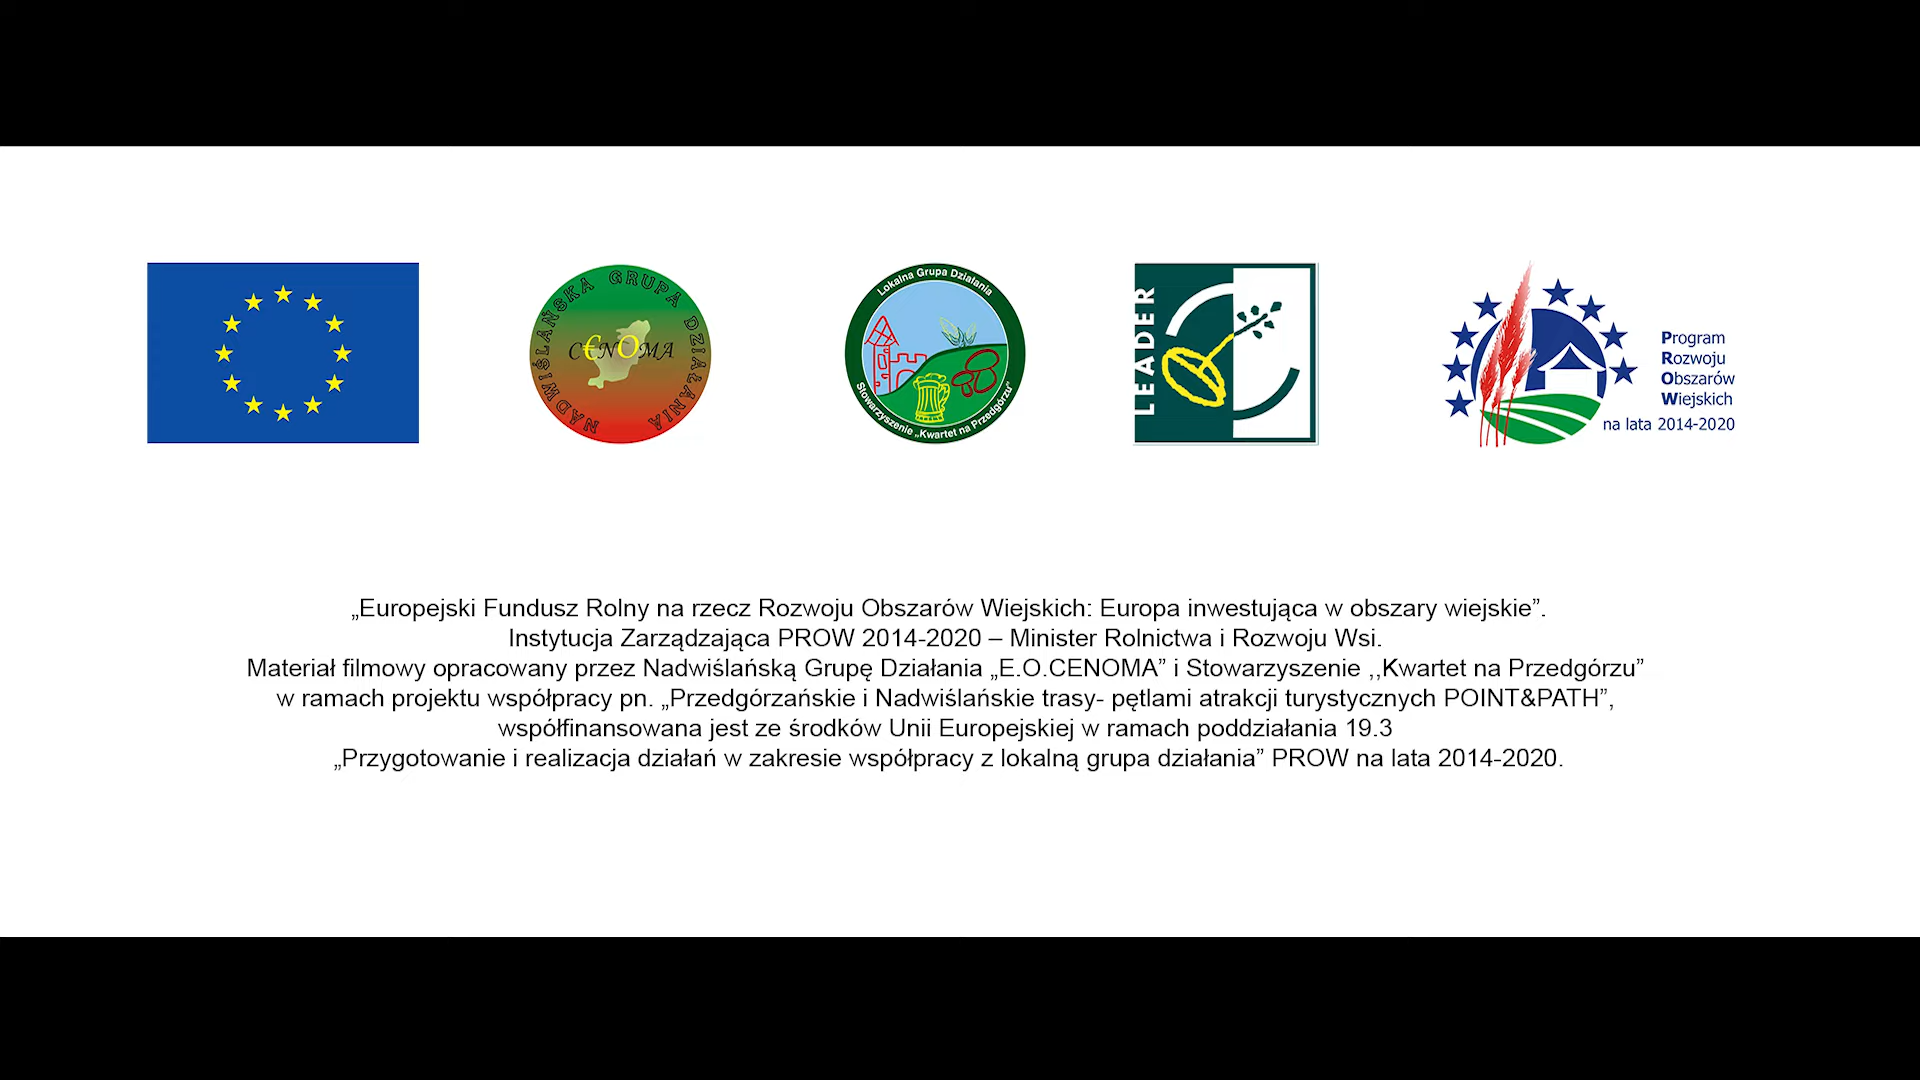 NADWIŚLAŃSKA GRUPA DZIAŁANIA
C€NOMA
Lokalna Grupa Działania
Stowarzyszenie „Kwartet na Przedgórzu”
LEADER
Program
Rozwoju
Obszarów
Wiejskich
na lata 2014-2020
„Europejski Fundusz Rolny na rzecz Rozwoju Obszarów Wiejskich: Europa inwestująca w obszary wiejskie”.
Instytucja Zarządzająca PROW 2014-2020 – Minister Rolnictwa i Rozwoju Wsi.
Materiał filmowy opracowany przez Nadwiślańską Grupę Działania „E.O.CENOMA” i Stowarzyszenie ,,Kwartet na Przedgórzu”
w ramach projektu współpracy pn. „Przedgórzańskie i Nadwiślańskie trasy- pętlami atrakcji turystycznych POINT&PATH”,
współfinansowana jest ze środków Unii Europejskiej w ramach poddziałania 19.3
„Przygotowanie i realizacja działań w zakresie współpracy z lokalną grupa działania” PROW na lata 2014-2020.